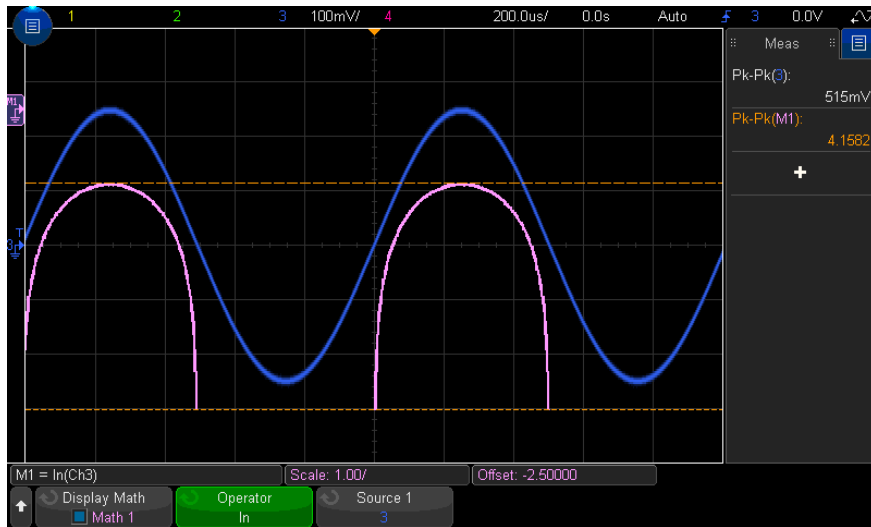 1 2 3 100mV/ 4 200.0us/ 0.0s Auto 3 0.0V
Meas
Pk-Pk(3):
515mV
Pk-Pk(M1):
4.1582
+
M1
T
3
M1 = ln(Ch3) Scale: 1.00/ Offset: -2.50000
Display Math
Math 1
Operator
ln
Source 1
3